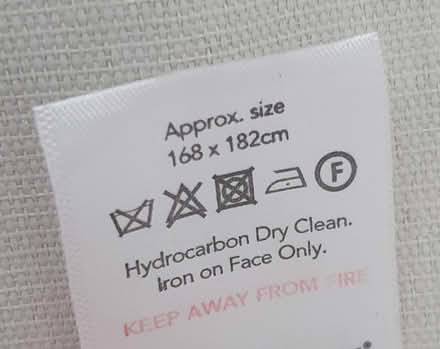 Approx. size
168 x 182cm
F
Hydrocarbon Dry Clean.
Iron on Face Only.
KEEP AWAY FROM FIRE